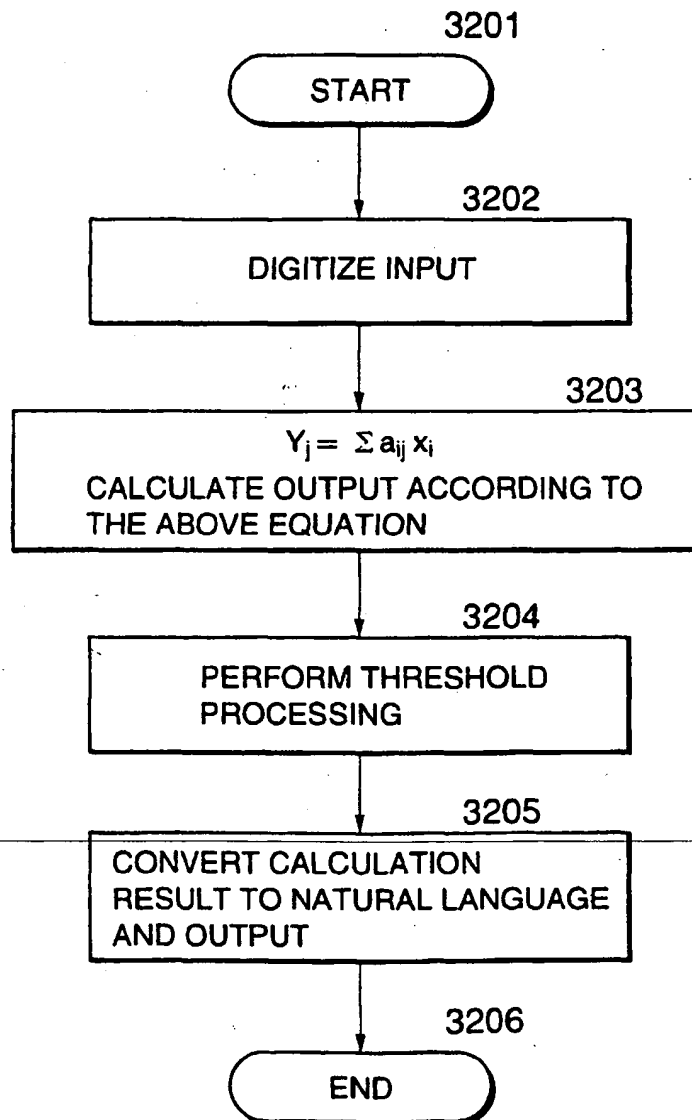 3201
START
3202
DIGITIZE INPUT
3203
Yj = Σ aij xi
CALCULATE OUTPUT ACCORDING TO
THE ABOVE EQUATION
3204
PERFORM THRESHOLD
PROCESSING
3205
CONVERT CALCULATION
RESULT TO NATURAL LANGUAGE
AND OUTPUT
3206
END